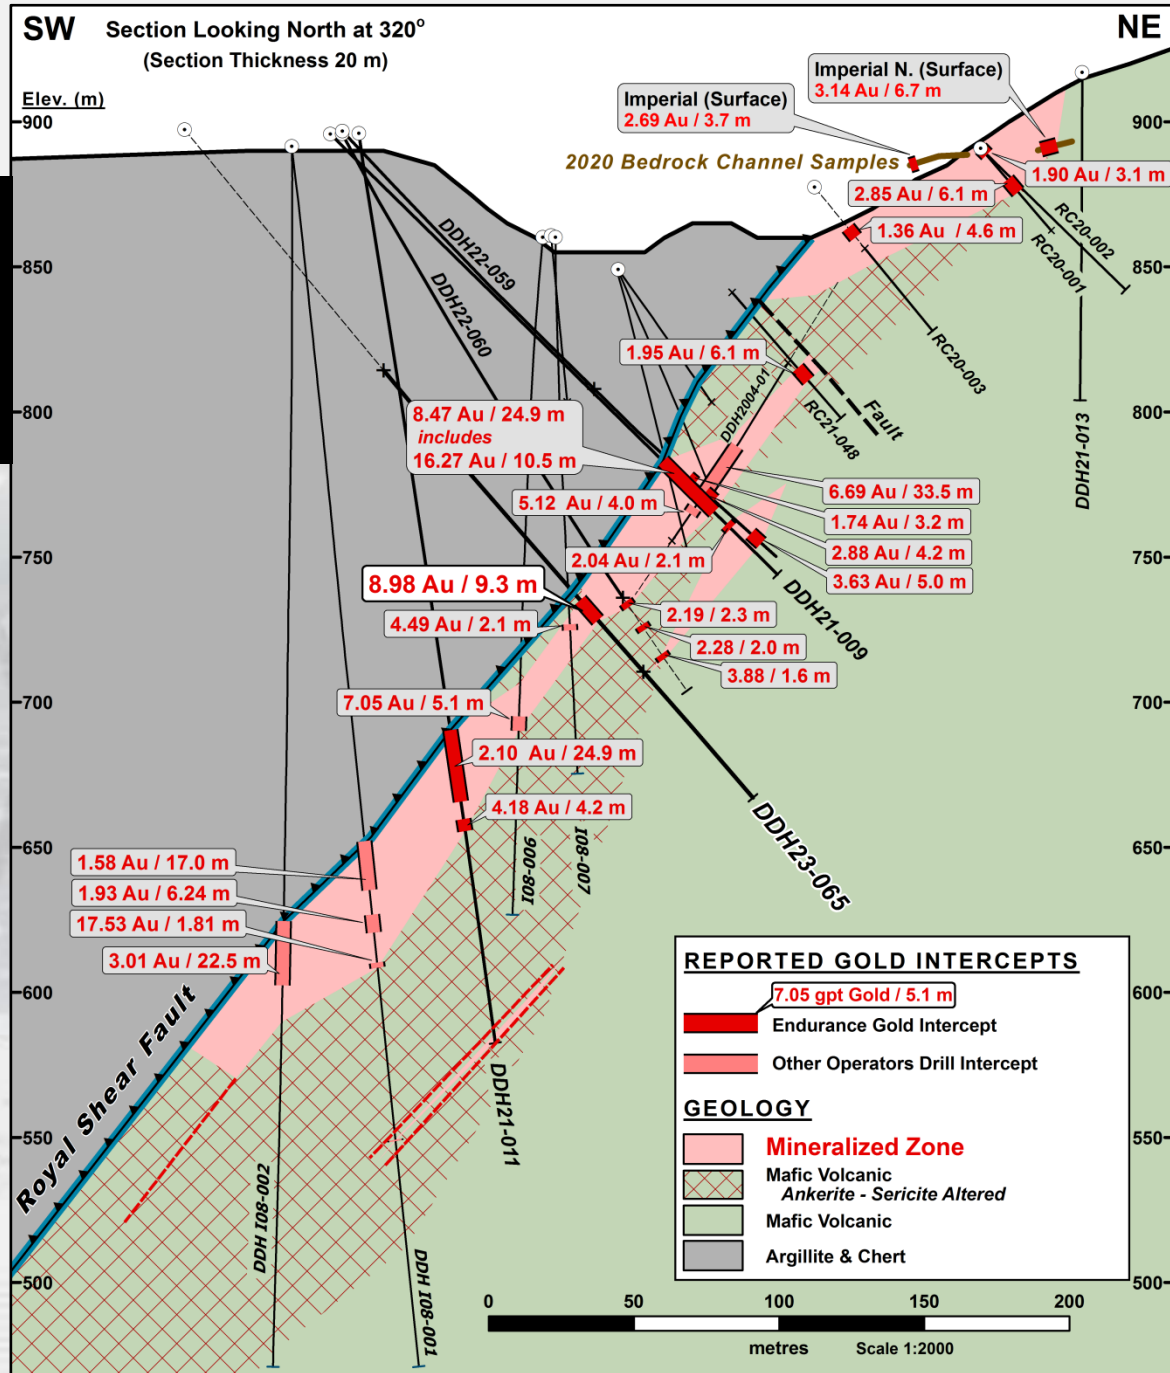 SW
Section Looking North at 320°
(Section Thickness 20 m)
NE
Elev. (m)
900
850
800
750
700
650
600
550
500
900
850
800
750
700
650
600
550
500
Imperial N. (Surface)
3.14 Au / 6.7 m
Imperial (Surface)
2.69 Au / 3.7 m
2020 Bedrock Channel Samples
1.90 Au / 3.1 m
2.85 Au / 6.1 m
1.36 Au / 4.6 m
RC20-002
RC20-001
RC20-003
DDH21-013
DDH22-059
DDH22-060
1.95 Au / 6.1 m
DDH2004-01
RC21-048
Fault
8.47 Au / 24.9 m
includes
16.27 Au / 10.5 m
5.12 Au / 4.0 m
6.69 Au / 33.5 m
1.74 Au / 3.2 m
2.88 Au / 4.2 m
3.63 Au / 5.0 m
2.04 Au / 2.1 m
DDH21-009
8.98 Au / 9.3 m
4.49 Au / 2.1 m
2.19 / 2.3 m
2.28 / 2.0 m
3.88 / 1.6 m
7.05 Au / 5.1 m
2.10 Au / 24.9 m
4.18 Au / 4.2 m
I08-006
I08-007
DDH23-065
1.58 Au / 17.0 m
1.93 Au / 6.24 m
17.53 Au / 1.81 m
3.01 Au / 22.5 m
Royal Shear Fault
DDH I08-002
DDH I08-001
DDH21-011
REPORTED GOLD INTERCEPTS
7.05 gpt Gold / 5.1 m
Endurance Gold Intercept
Other Operators Drill Intercept
GEOLOGY
Mineralized Zone
Mafic Volcanic
Ankerite - Sericite Altered
Mafic Volcanic
Argillite & Chert
0 50 100 150 200
metres Scale 1:2000